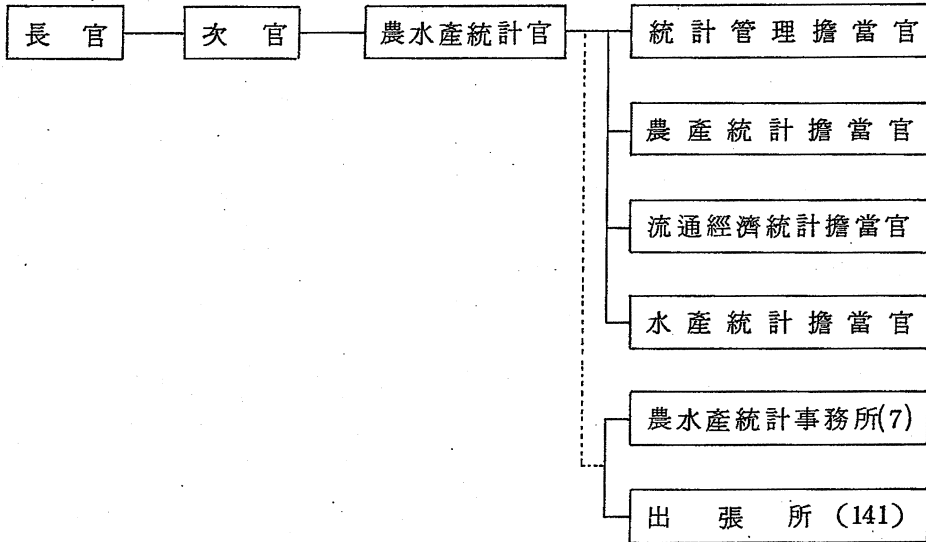 長官
次官
農水產統計官
統計管理擔當官
農產統計擔當官
流通經濟統計擔當官
水產統計擔當官
農水產統計事務所(7)
出張所(141)